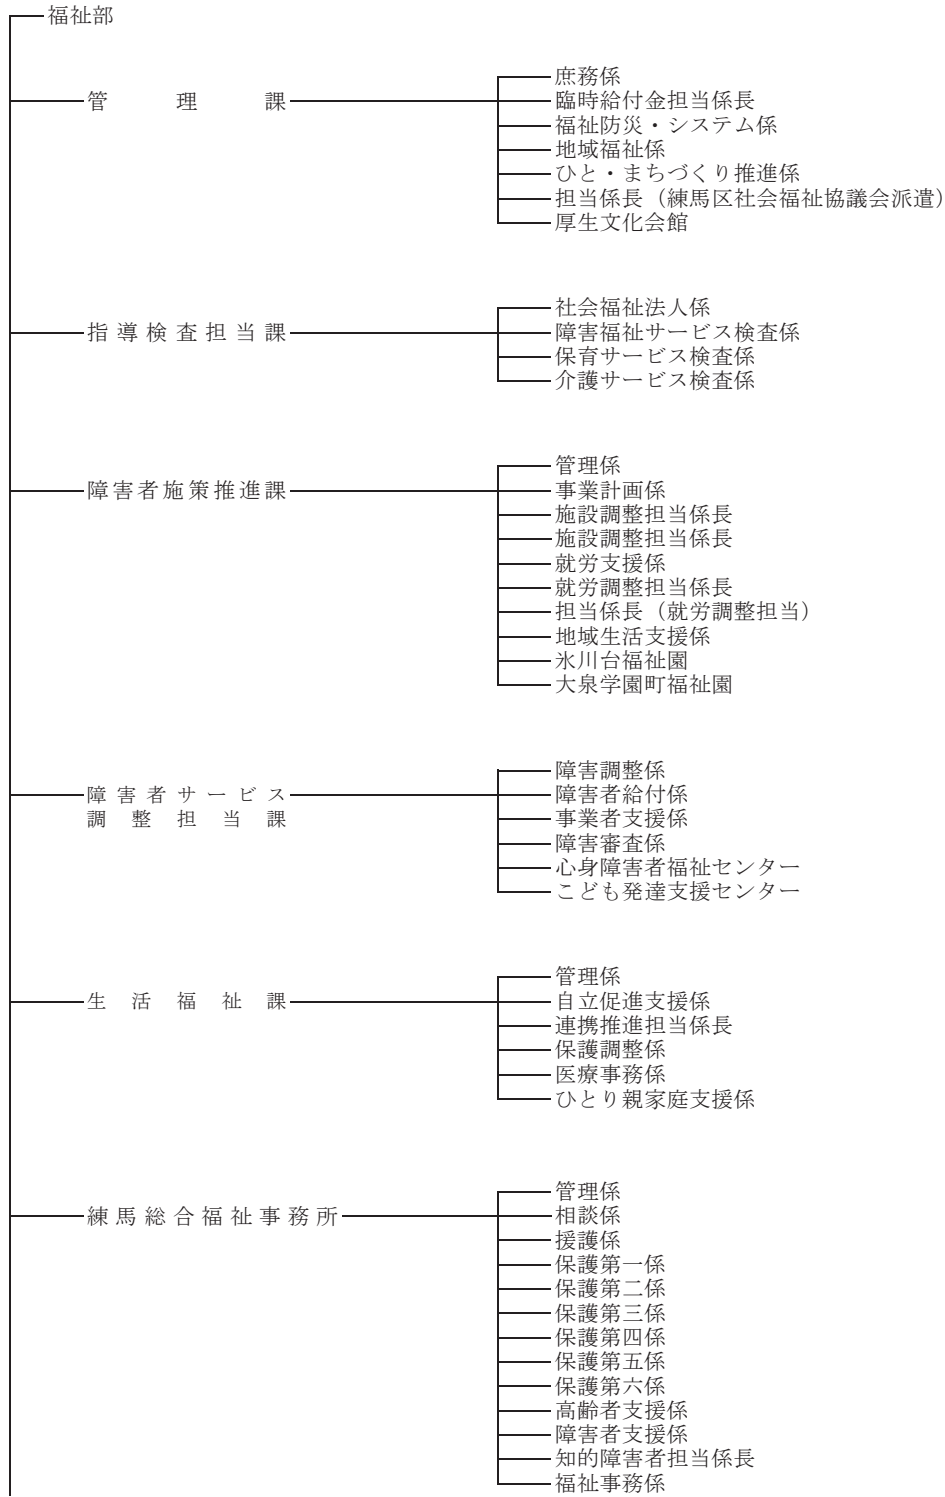 福祉部
管理課
庶務係
臨時給付金担当係長
福祉防災・システム係
地域福祉係
ひと・まちづくり推進係
担当係長（練馬区社会福祉協議会派遣）
厚生文化会館
指導検査担当課
社会福祉法人係
障害福祉サービス検査係
保育サービス検査係
介護サービス検査係
障害者施策推進課
管理係
事業計画係
施設調整担当係長
施設調整担当係長
就労支援係
就労調整担当係長
担当係長（就労調整担当）
地域生活支援係
氷川台福祉園
大泉学園町福祉園
障害者サービス
調整担当課
障害調整係
障害者給付係
事業者支援係
障害審査係
心身障害者福祉センター
こども発達支援センター
生活福祉課
管理係
自立促進支援係
連携推進担当係長
保護調整係
医療事務係
ひとり親家庭支援係
練馬総合福祉事務所
管理係
相談係
援護係
保護第一係
保護第二係
保護第三係
保護第四係
保護第五係
保護第六係
高齢者支援係
障害者支援係
知的障害者担当係長
福祉事務係